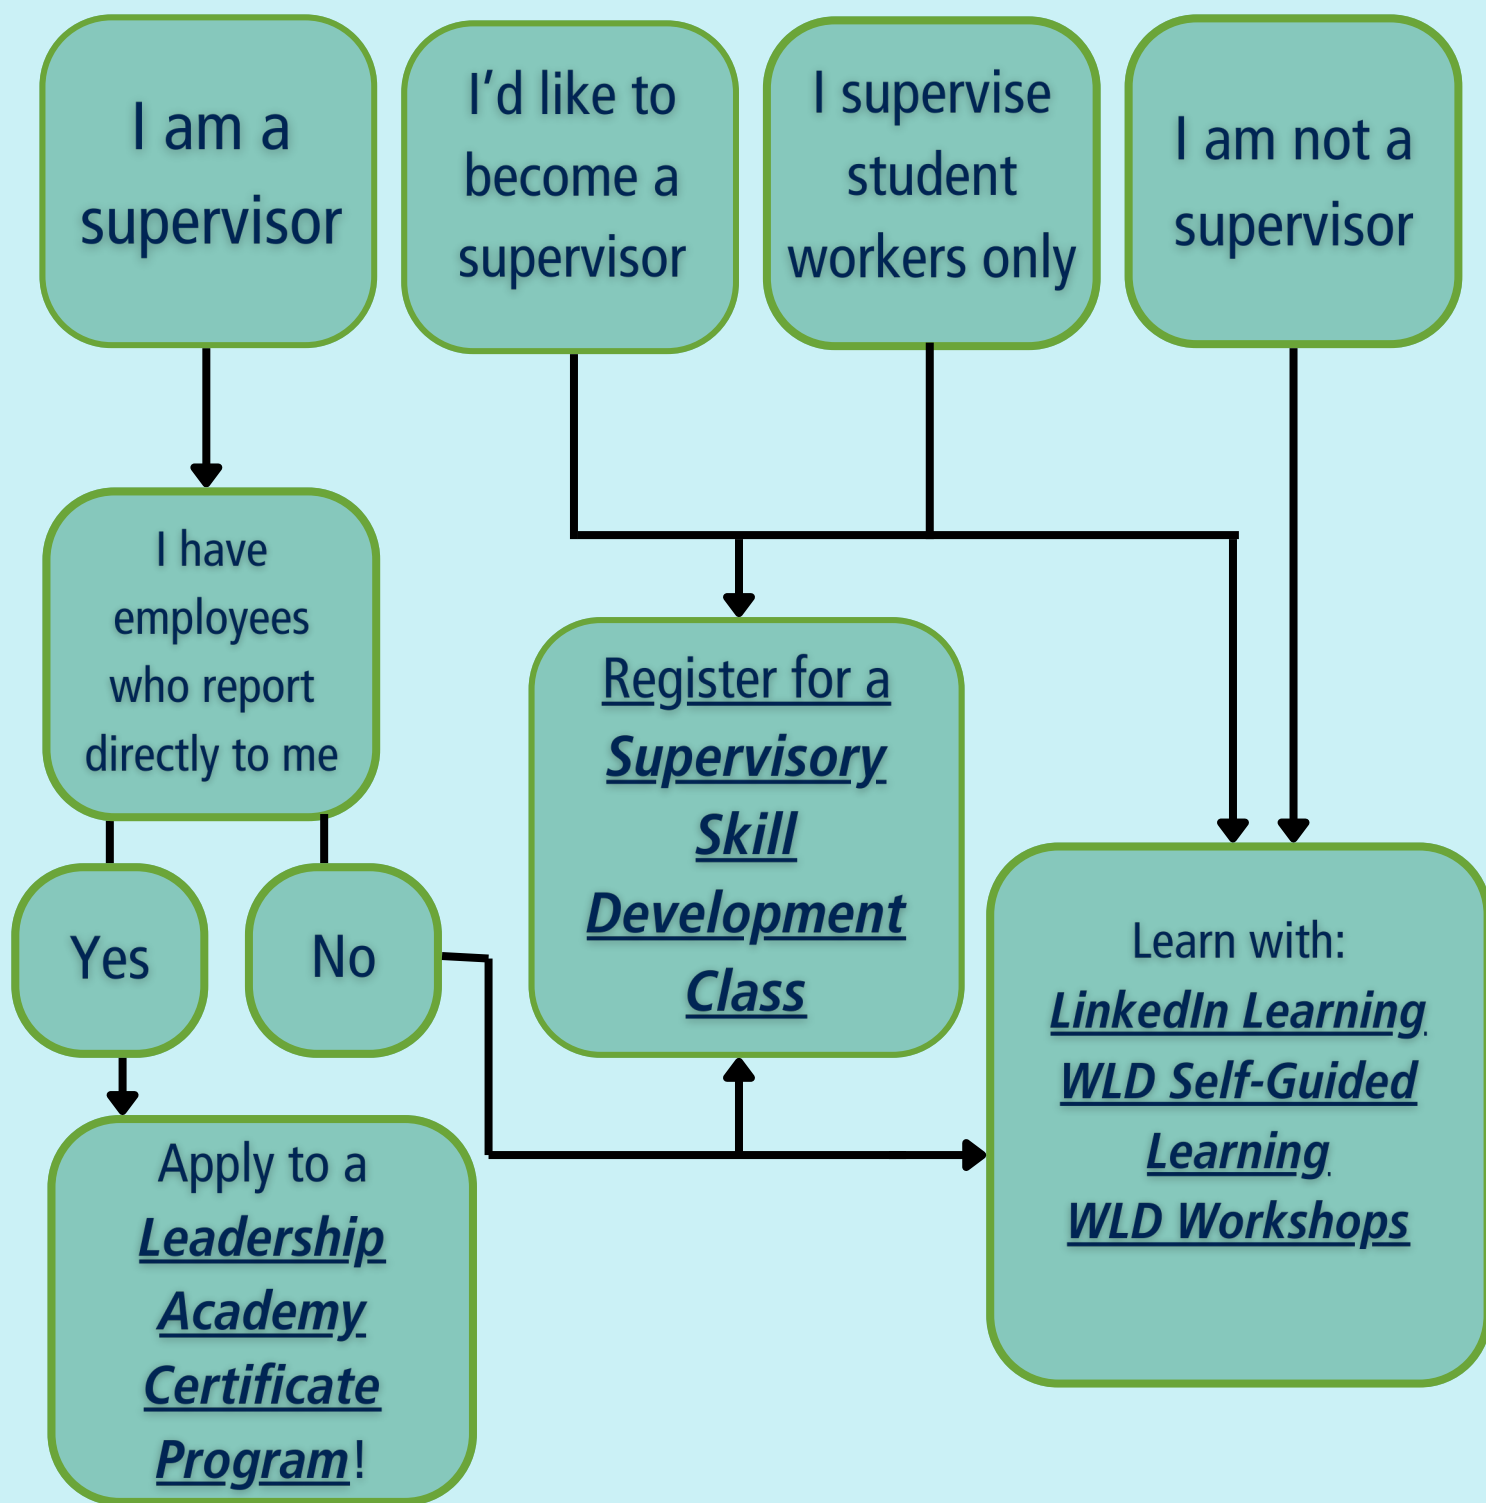 I am a
supervisor
I'd like to
become a
supervisor
I supervise
student
workers only
I am not a
supervisor
I have
employees
who report
directly to me
Yes
No
Register for a
Supervisory
Skill
Development
Class
Learn with:
LinkedIn Learning
WLD Self-Guided
Learning
WLD Workshops
Apply to a
Leadership
Academy
Certificate
Program!